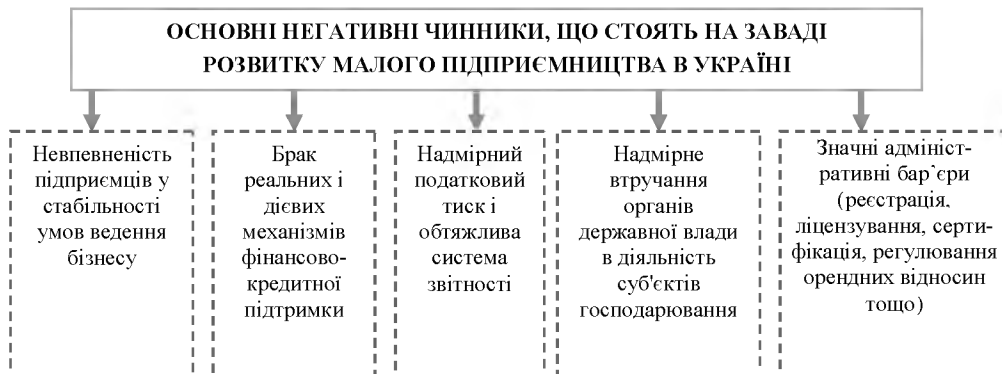 ОСНОВНІ НЕГАТИВНІ ЧИННИКИ, ЩО СТОЯТЬ НА ЗАВАДІ
РОЗВИТКУ МАЛОГО ПІДПРИЄМНИЦТВА В УКРАЇНІ
Невпевненість
підприємців у
стабільності
умов ведення
бізнесу
Брак
реальних і
дієвих
механізмів
фінансово-
кредитної
підтримки
Надмірний
податковий
тиск і
обтяжлива
система
звітності
Надмірне
втручання
органів
державної влади
в діяльність
суб'єктів
господарювання
Значні адмініст-
ративні бар`єри
(реєстрація,
ліцензування, серти-
фікація, регулювання
орендних відносин
тощо)